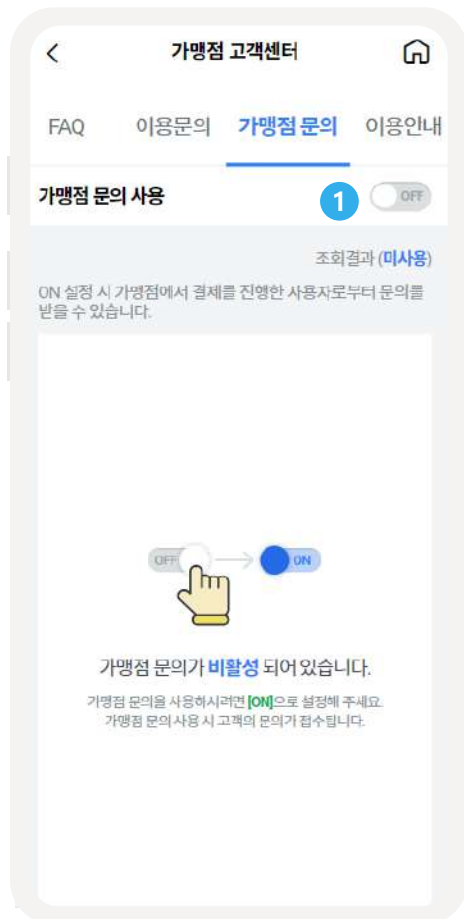 가맹점 고객센터
FAQ 이용문의 가맹점 문의 이용안내
가맹점 문의 사용 1 OFF
조회결과 (미사용)
ON 설정 시 가맹점에서 결제를 진행한 사용자로부터 문의를
받을 수 있습니다.
OFF ON
가맹점 문의가 비활성 되어 있습니다.
가맹점 문의을 사용하시려면 [ON]으로 설정해 주세요.
가맹점 문의 사용 시 고객의 문의가 접수됩니다.